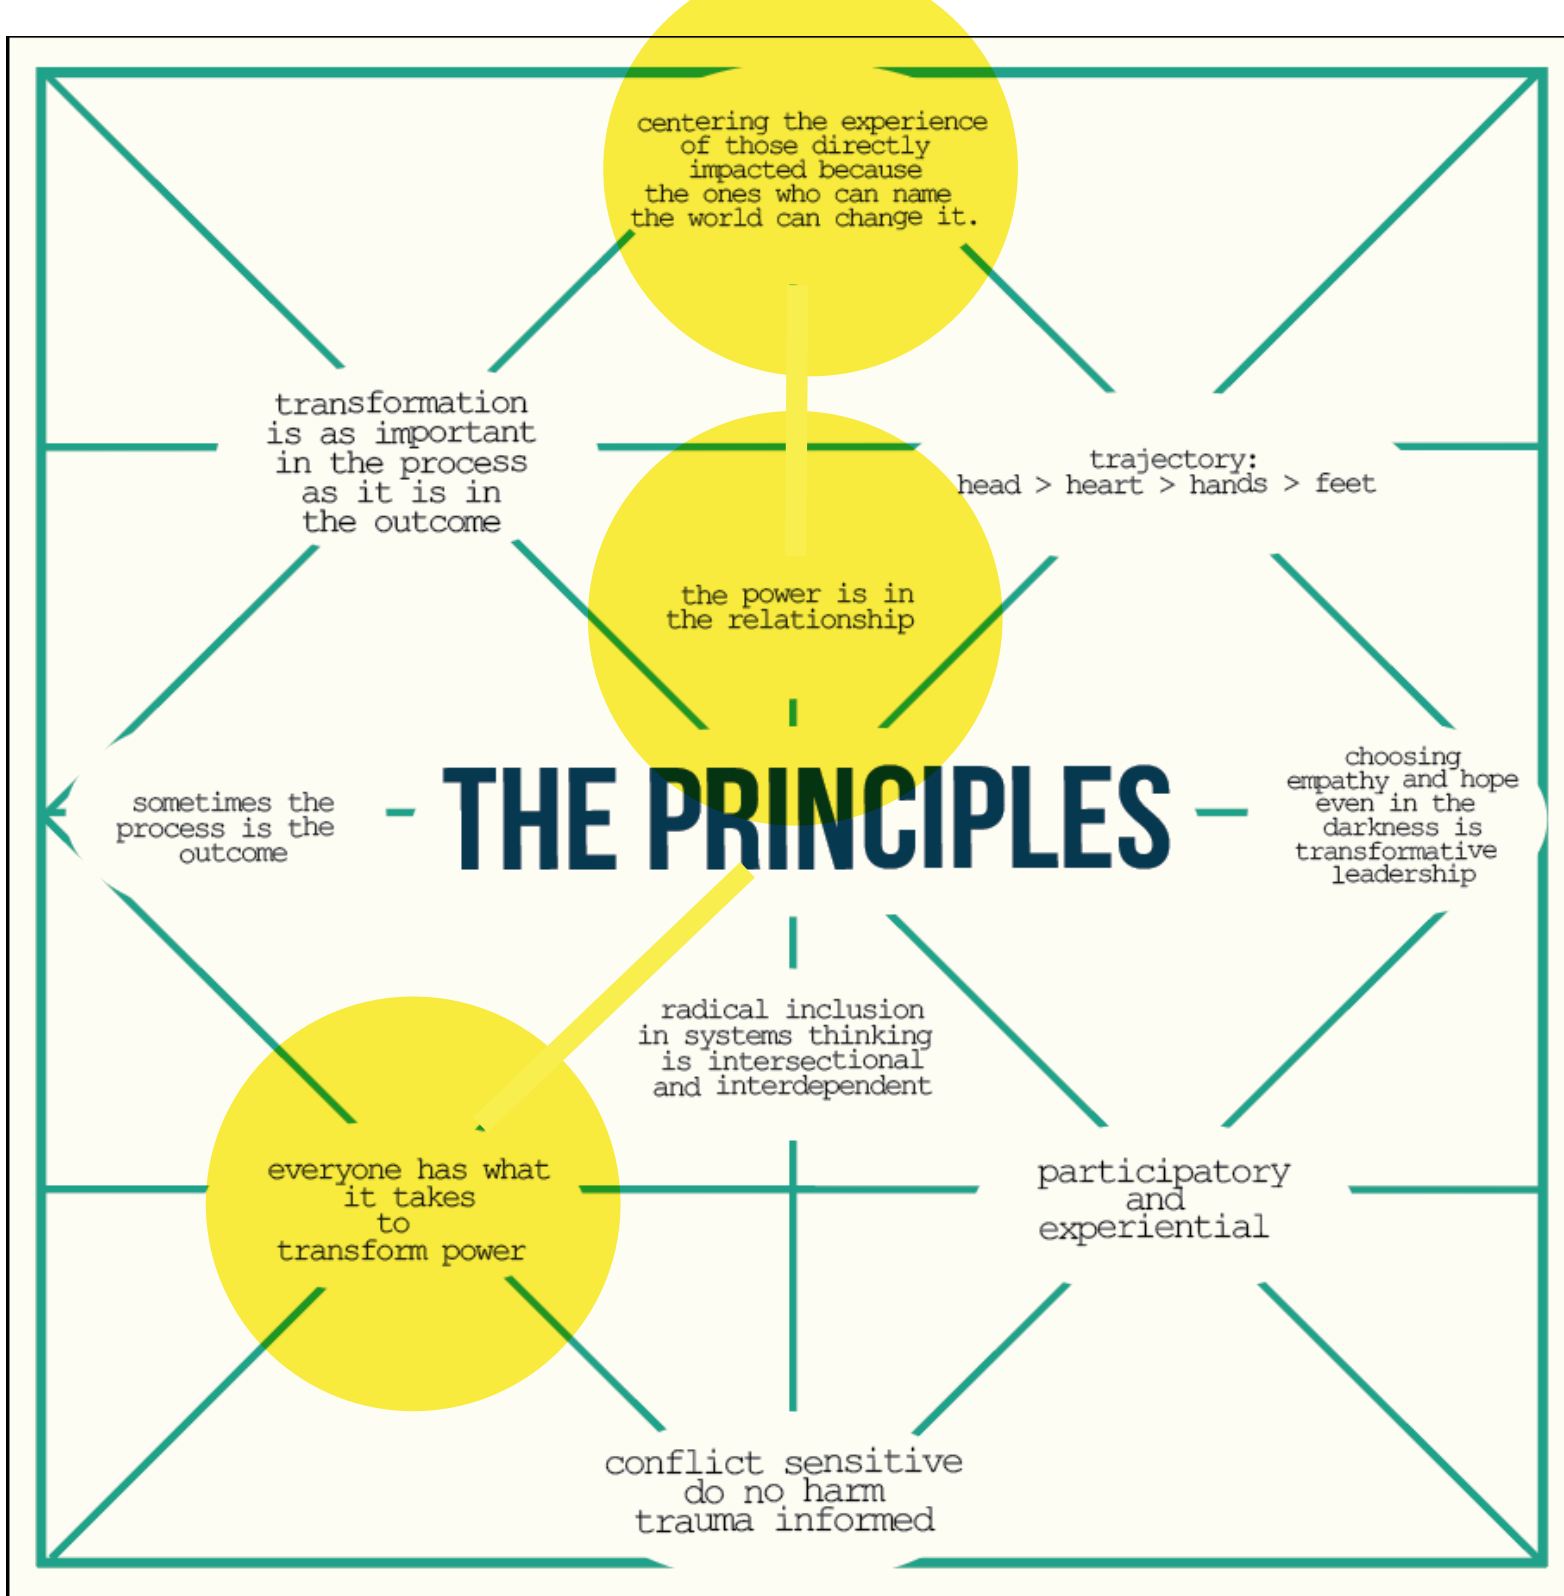 centering the experience
of those directly
impacted because
the ones who can name
the world can change it.
transformation
is as important
in the process
as it is in
the outcome
trajectory:
head > heart > hands > feet
the power is in
the relationship
sometimes the
process is the
outcome
THE PRINCIPLES
choosing
empathy and hope
even in the
darkness is
transformative
leadership
radical inclusion
in systems thinking
is intersectional
and interdependent
everyone has what
it takes
to
transform power
participatory
and
experiential
conflict sensitive
do no harm
trauma informed